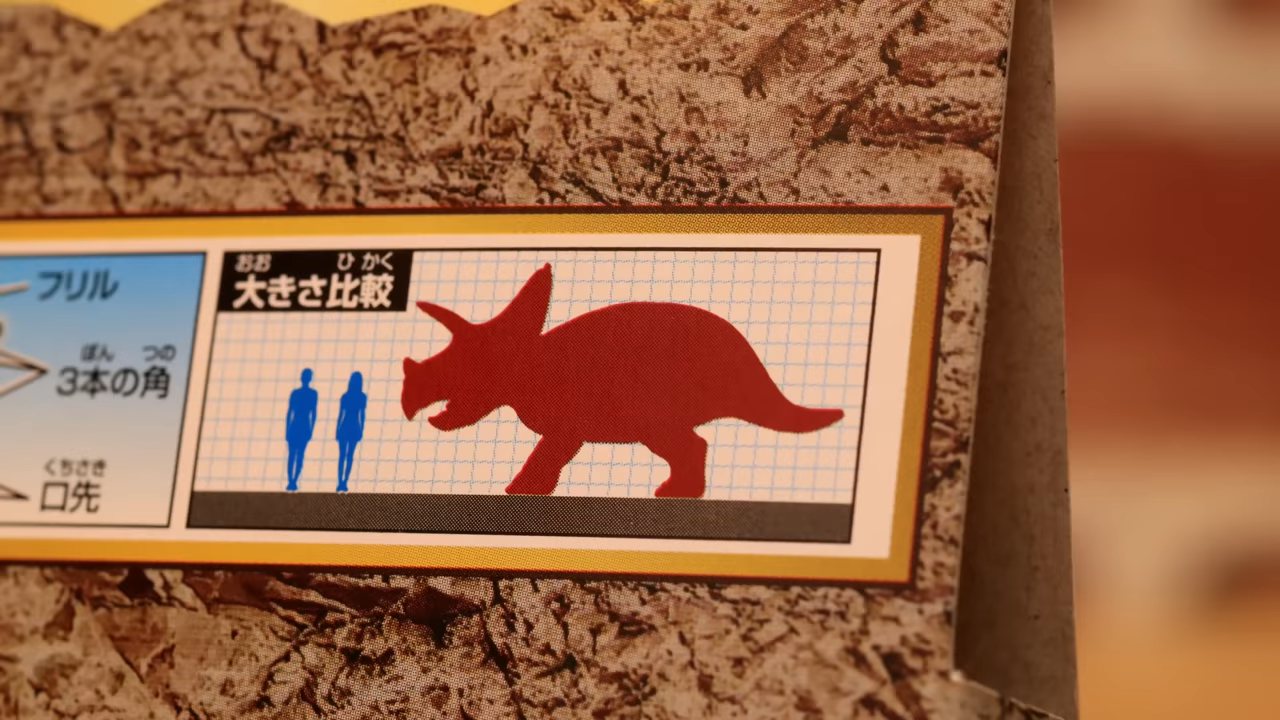 フリル
ぼん つの
3本の角
くちさき
口先
おお ひ かく
大きさ比較